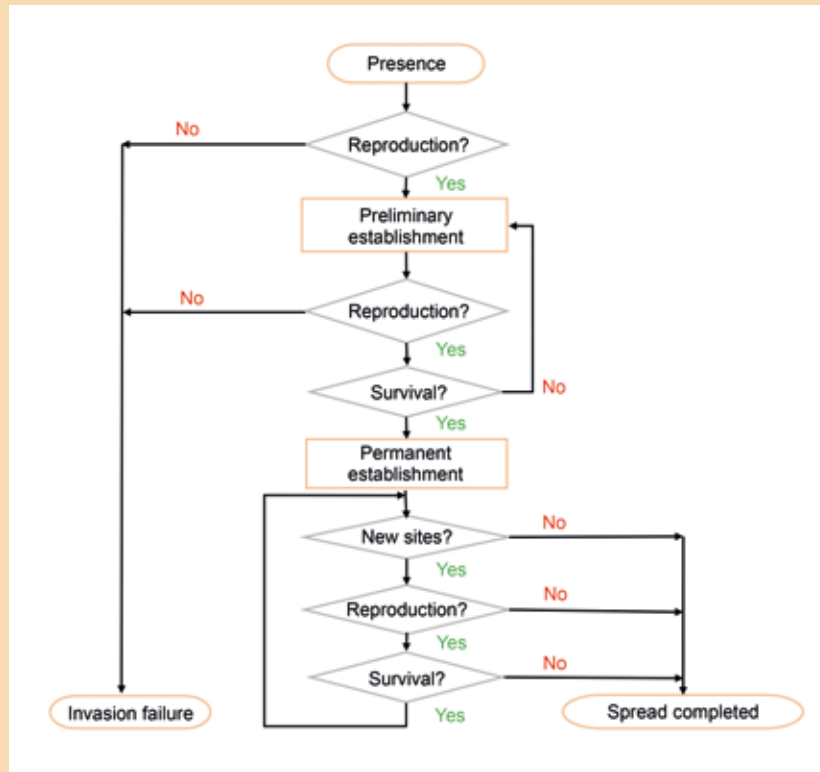 Presence
No
Reproduction?
Yes
Preliminary
establishment
No
Reproduction?
Yes
Survival?
No
Yes
Permanent
establishment
New sites?
No
Yes
Reproduction?
No
Yes
Survival?
No
Yes
Invasion failure
Spread completed